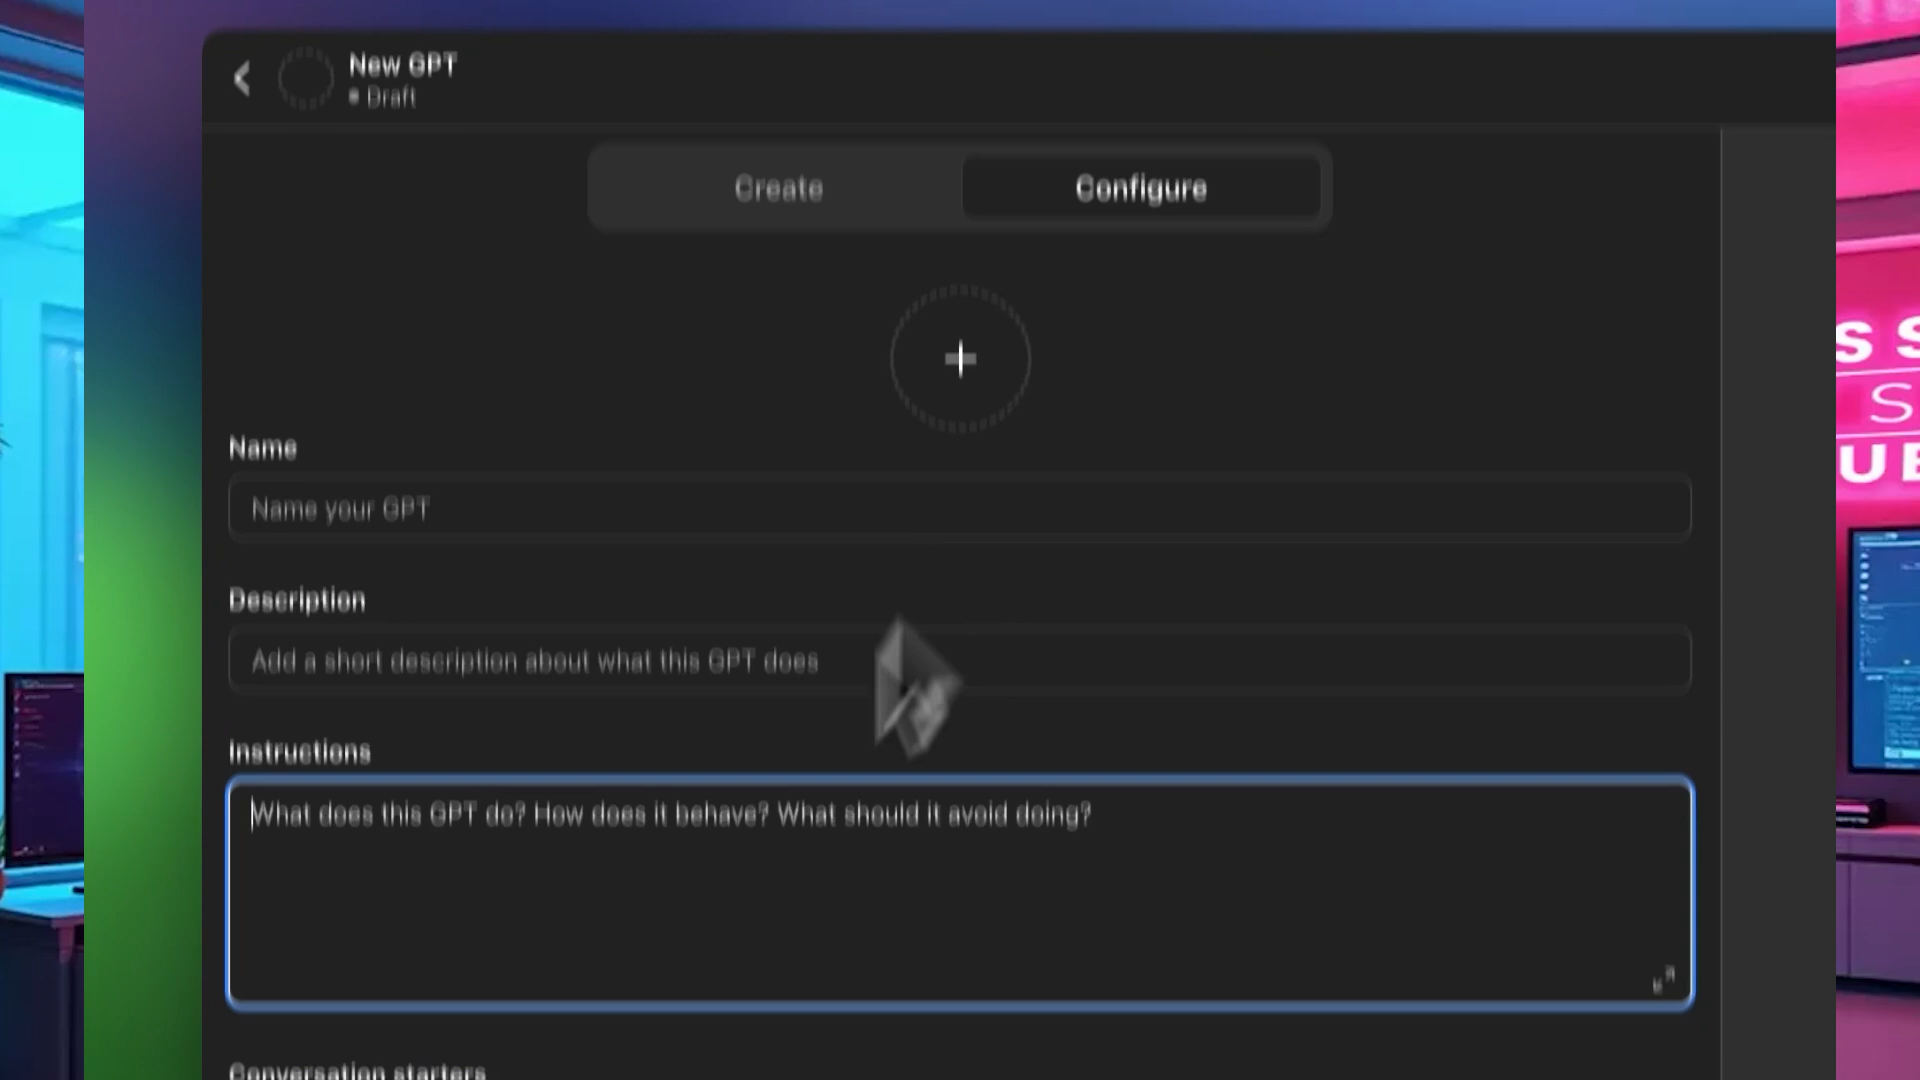 New GPT
Draft
Create
Configure
Name
Name your GPT
Description
Add a short description about what this GPT does
Instructions
What does this GPT do? How does it behave? What should it avoid doing?
Conversation starters
S S
S
UB